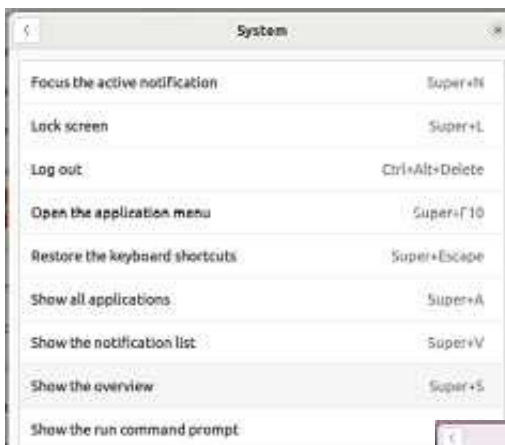 System
Focus the active notification Super+N
Lock screen Super+L
Log out Ctrl+Alt+Delete
Open the application menu Super+F10
Restore the keyboard shortcuts Super+Escape
Show all applications Super+A
Show the notification list Super+V
Show the overview Super+S
Show the run command prompt